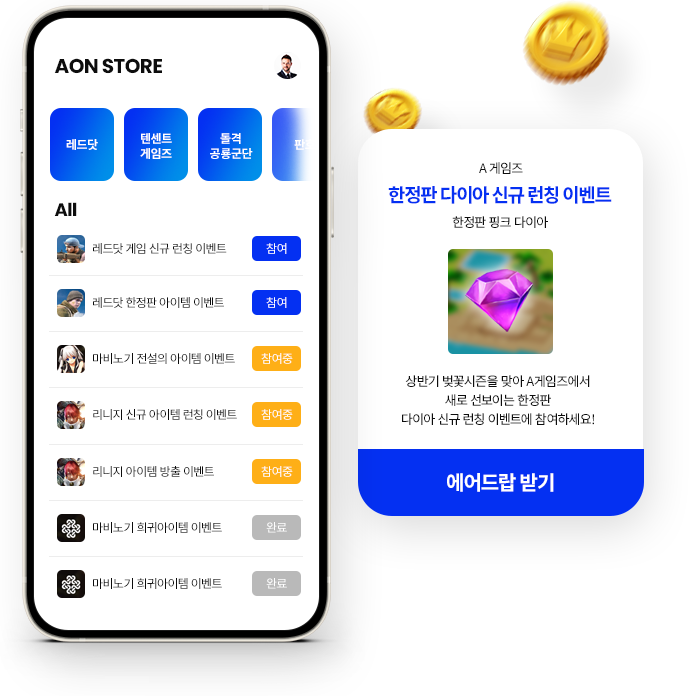 AON STORE
레드닷
텐센트
게임즈
돌격
공룡군단
All
레드닷 게임 신규 런칭 이벤트
참여
레드닷 한정판 아이템 이벤트
참여
마비노기 전설의 아이템 이벤트
참여중
리니지 신규 아이템 런칭 이벤트
참여중
리니지 아이템 방출 이벤트
참여중
마비노기 희귀아이템 이벤트
완료
마비노기 희귀아이템 이벤트
완료
A 게임즈
한정판 다이아 신규 런칭 이벤트
한정판 핑크 다이아
상반기 벚꽃시즌을 맞아 A게임즈에서
새로 선보이는 한정판
다이아 신규 런칭 이벤트에 참여하세요!
에어드랍 받기